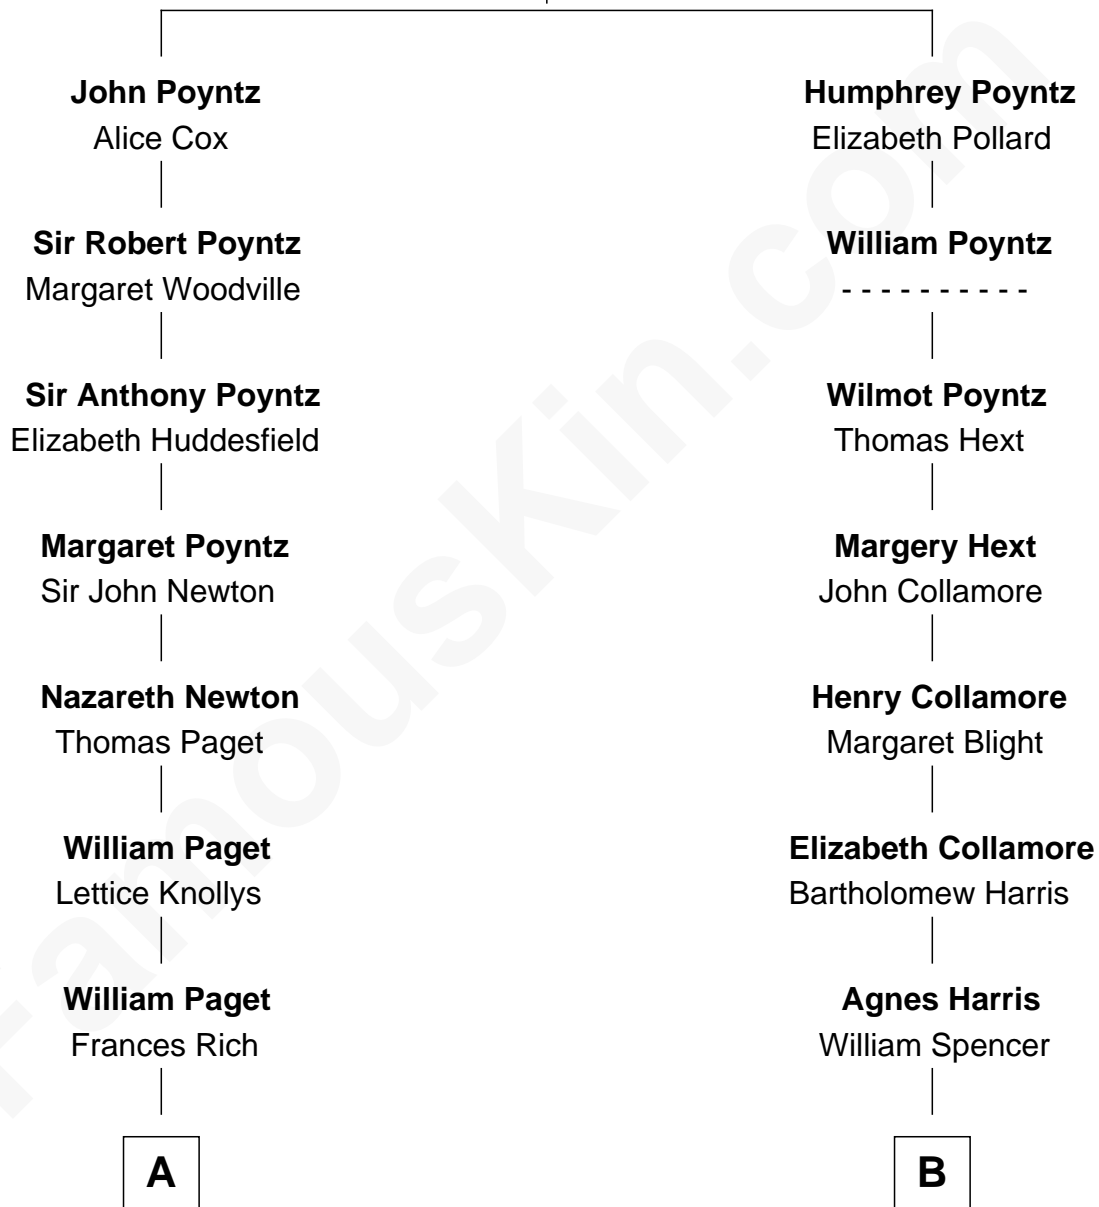 John Poyntz
Alice Cox
Sir Robert Poyntz
Margaret Woodville
Sir Anthony Poyntz
Elizabeth Huddesfield
Margaret Poyntz
Sir John Newton
Nazareth Newton
Thomas Paget
William Paget
Lettice Knollys
William Paget
Frances Rich
A
Humphrey Poyntz
Elizabeth Pollard
William Poyntz
- - - - - - - - - -
Wilmot Poyntz
Thomas Hext
Margery Hext
John Collamore
Henry Collamore
Margaret Blight
Elizabeth Collamore
Bartholomew Harris
Agnes Harris
William Spencer
B
FamousKin.com